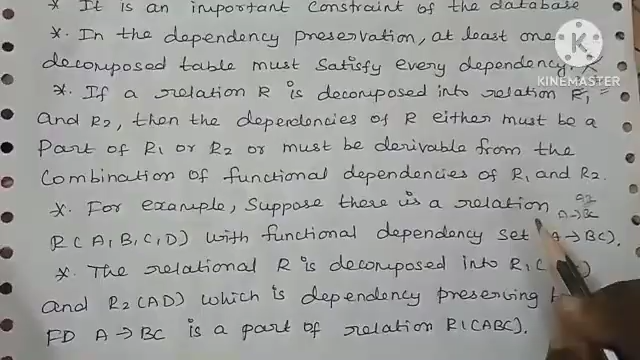 * It is an important constraint of the database
*. In the dependency preservation, at least one
decomposed table must satisfy every dependency.
*. If a relation R is decomposed into relation R1
and R2, then the dependencies of R either must be a
part of R1 or R2 or must be derivable from the
combination of functional dependencies of R1 and R2.
*. For example, suppose there is a relation
A→BC
R(A,B,C,D) with functional dependency set A→BC).
*. The relational R is decomposed into R1(
and R2(AD) which is dependency preserving
FD A→BC is a part of relation R1(ABC).
K
KINEMASTER